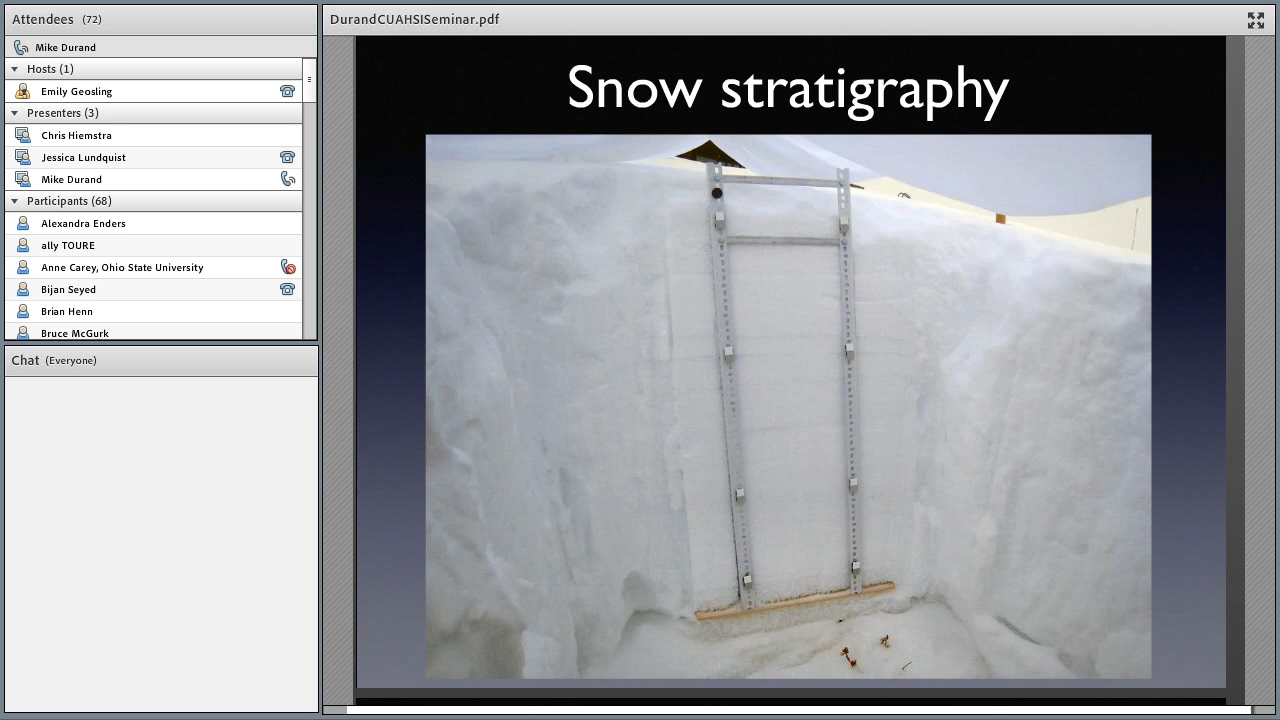 Attendees (72)
Mike Durand
Hosts (1)
Emily Geosling
Presenters (3)
Chris Hiemstra
Jessica Lundquist
Mike Durand
Participants (68)
Alexandra Enders
ally TOURE
Anne Carey, Ohio State University
Bijan Seyed
Brian Henn
Bruce McGurk
Chat (Everyone)
DurandCUAHSISeminar.pdf
Snow stratigraphy